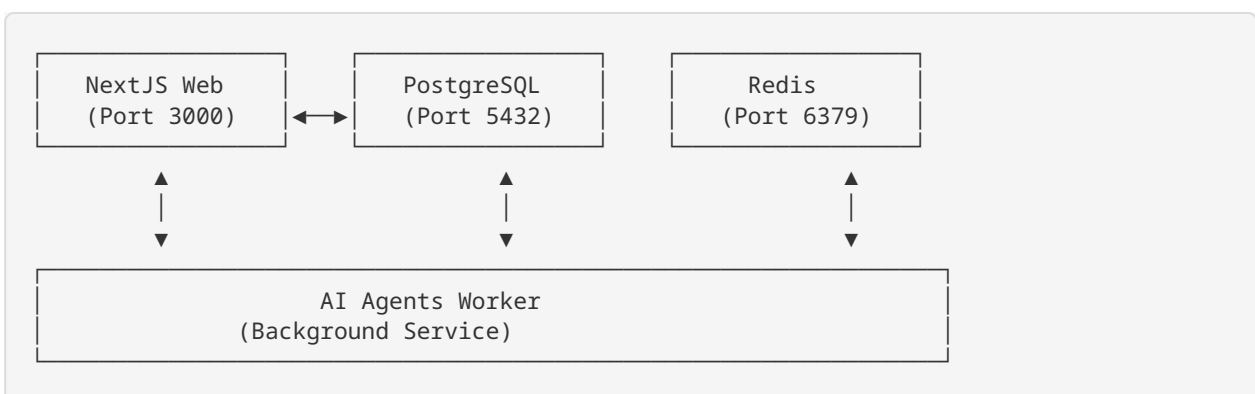 NextJS Web PostgreSQL Redis
(Port 3000) (Port 5432) (Port 6379)
AI Agents Worker
(Background Service)